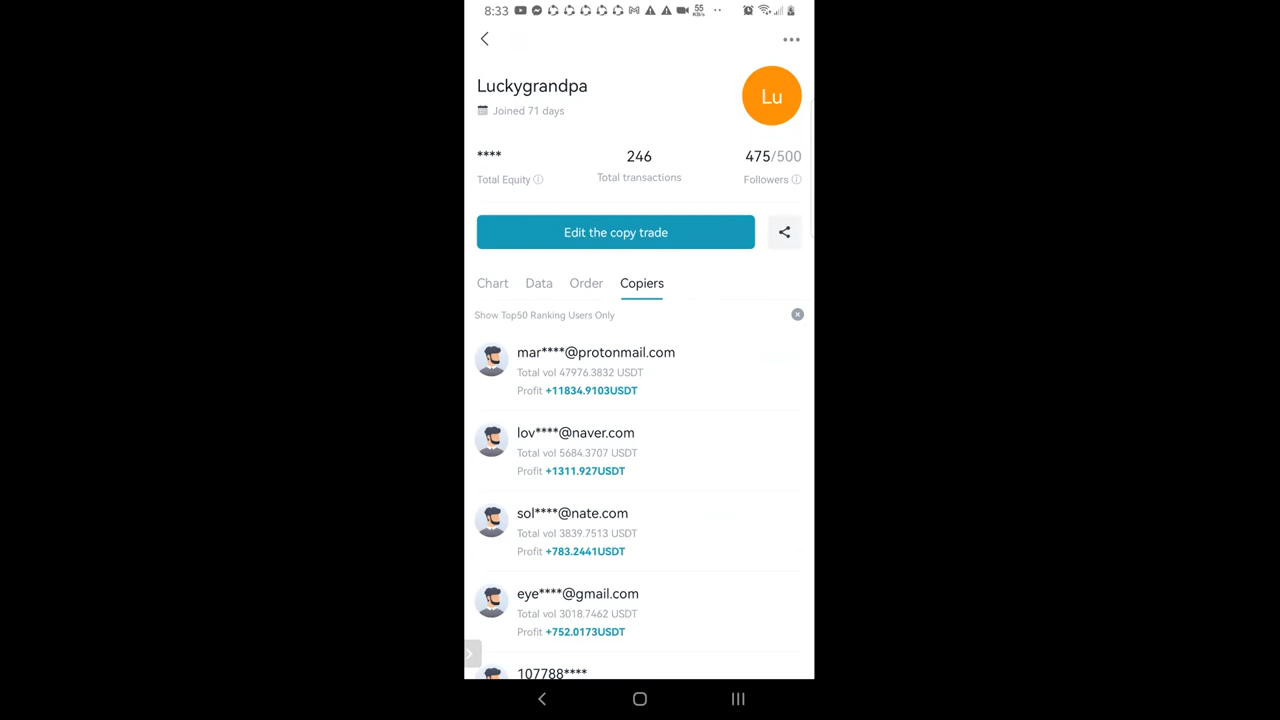 8:33
55
KB/s
Luckygrandpa
Lu
Joined 71 days
**** 246 475/500
Total Equity Total transactions Followers
Edit the copy trade
Chart Data Order Copiers
Show Top50 Ranking Users Only
mar****@protonmail.com
Total vol 47976.3832 USDT
Profit +11834.9103USDT
lov****@naver.com
Total vol 5684.3707 USDT
Profit +1311.927USDT
sol****@nate.com
Total vol 3839.7513 USDT
Profit +783.2441USDT
eye****@gmail.com
Total vol 3018.7462 USDT
Profit +752.0173USDT
107788****